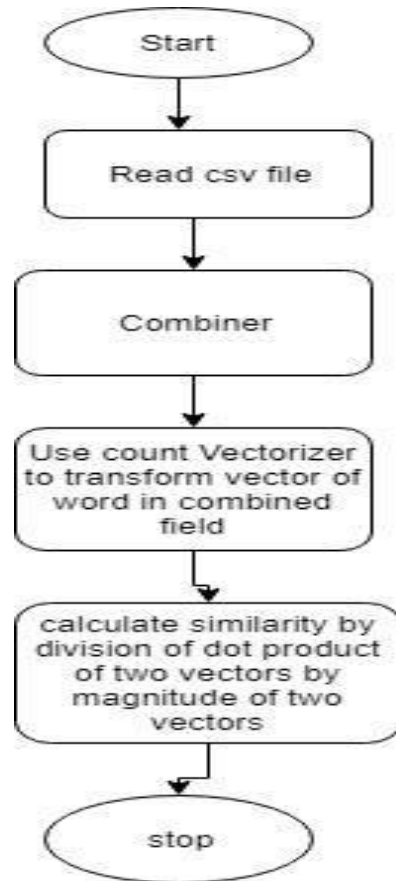 Start
Read csv file
Combiner
Use count Vectorizer
to transform vector of
word in combined
field
calculate similarity by
division of dot product
of two vectors by
magnitude of two
vectors
stop